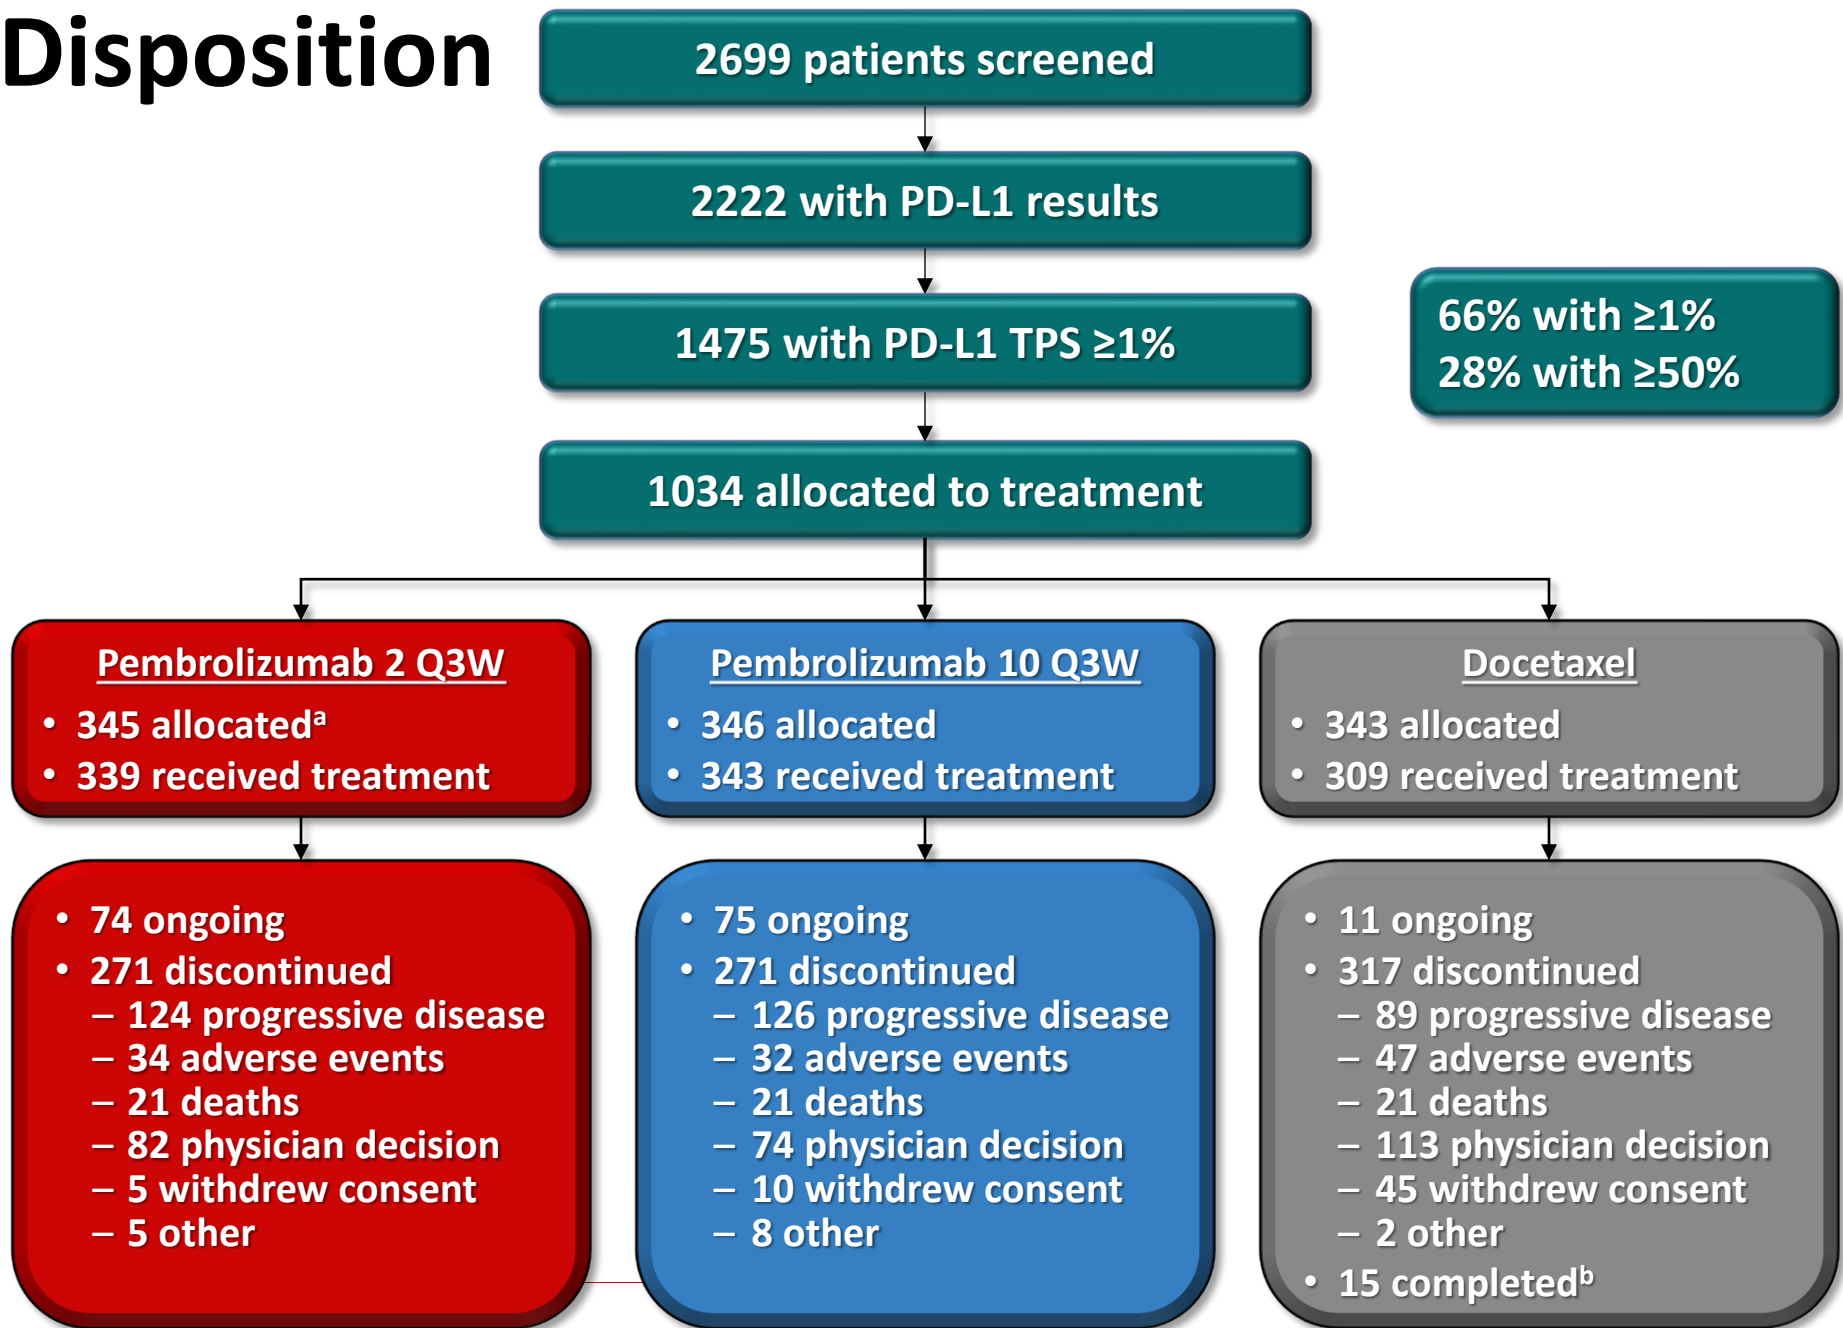 Disposition
2699 patients screened
2222 with PD-L1 results
1475 with PD-L1 TPS ≥1%
66% with ≥1%
28% with ≥50%
1034 allocated to treatment
Pembrolizumab 2 Q3W
• 345 allocatedᵃ
• 339 received treatment
Pembrolizumab 10 Q3W
• 346 allocated
• 343 received treatment
Docetaxel
• 343 allocated
• 309 received treatment
• 74 ongoing
• 271 discontinued
– 124 progressive disease
– 34 adverse events
– 21 deaths
– 82 physician decision
– 5 withdrew consent
– 5 other
• 75 ongoing
• 271 discontinued
– 126 progressive disease
– 32 adverse events
– 21 deaths
– 74 physician decision
– 10 withdrew consent
– 8 other
• 11 ongoing
• 317 discontinued
– 89 progressive disease
– 47 adverse events
– 21 deaths
– 113 physician decision
– 45 withdrew consent
– 2 other
• 15 completedᵇ